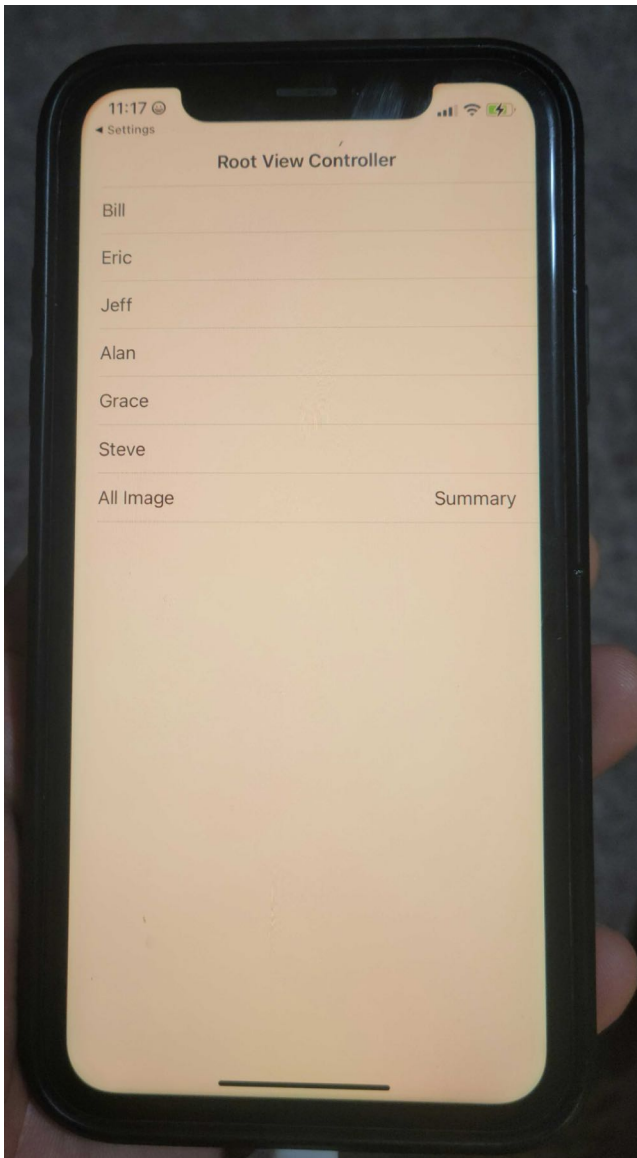 11:17
◀ Settings
Root View Controller
Bill
Eric
Jeff
Alan
Grace
Steve
All Image Summary